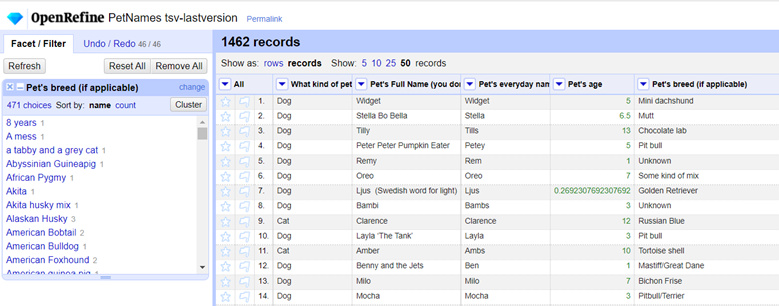 OpenRefine PetNames tsv-lastversion Permalink
Facet / Filter Undo / Redo 46 / 46
Refresh Reset All Remove All
Pet's breed (if applicable) change
471 choices Sort by: name count Cluster
8 years 1
A mess 1
a tabby and a grey cat 1
Abyssinian Guineapig 1
African Pygmy 1
Akita 1
Akita husky mix 1
Alaskan Husky 3
American Bobtail 2
American Bulldog 1
American Foxhound 2
American guinea pig 1
1462 records
Show as: rows records Show: 5 10 25 50 records
All What kind of pet Pet's Full Name (you don Pet's everyday nam Pet's age Pet's breed (if applicable)
1. Dog Widget Widget 5 Mini dachshund
2. Dog Stella Bo Bella Stella 6.5 Mutt
3. Dog Tilly Tills 13 Chocolate lab
4. Dog Peter Peter Pumpkin Eater Petey 5 Pit bull
5. Dog Remy Rem 1 Unknown
6. Dog Oreo Oreo 7 Some kind of mix
7. Dog Ljus (Swedish word for light) Ljus 0.2692307692307692 Golden Retriever
8. Dog Bambi Bambs 3 Unknown
9. Cat Clarence Clarence 12 Russian Blue
10. Dog Layla 'The Tank' Layla 3 Pit bull
11. Cat Amber Ambs 10 Tortoise shell
12. Dog Benny and the Jets Ben 1 Mastiff/Great Dane
13. Dog Milo Milo 7 Bichon Frise
14. Dog Mocha Mocha 3 Pitbull/Terrier